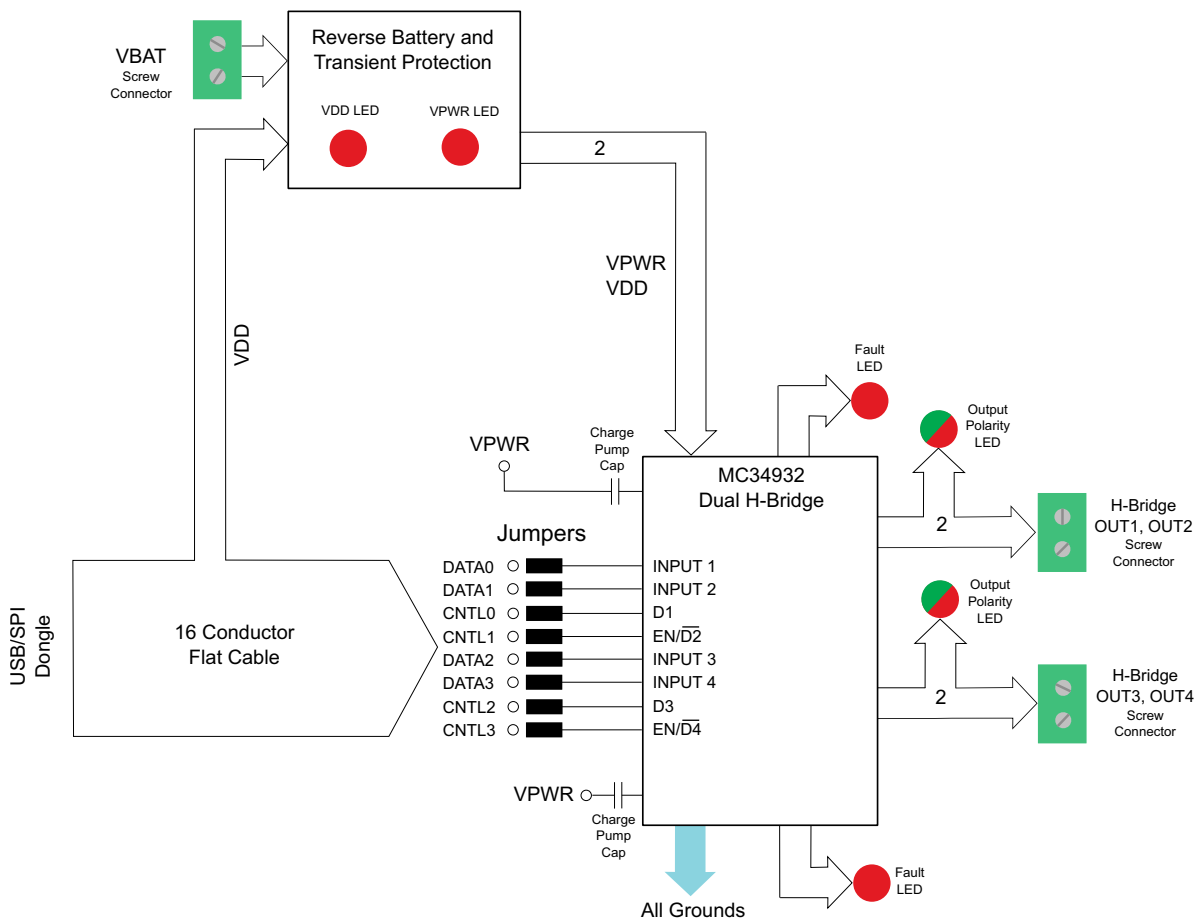 VBAT
Screw
Connector
Reverse Battery and
Transient Protection
VDD LED
VPWR LED
2
VPWR
VDD
VDD
Fault
LED
Output
Polarity
LED
VPWR
Charge
Pump
Cap
MC34932
Dual H-Bridge
2
H-Bridge
OUT1, OUT2
Screw
Connector
Jumpers
DATA0
INPUT 1
DATA1
INPUT 2
CNTL0
D1
CNTL1
EN/D̅2̅
DATA2
INPUT 3
DATA3
INPUT 4
CNTL2
D3
CNTL3
EN/D̅4̅
USB/SPI
Dongle
16 Conductor
Flat Cable
Output
Polarity
LED
2
H-Bridge
OUT3, OUT4
Screw
Connector
VPWR
Charge
Pump
Cap
All Grounds
Fault
LED